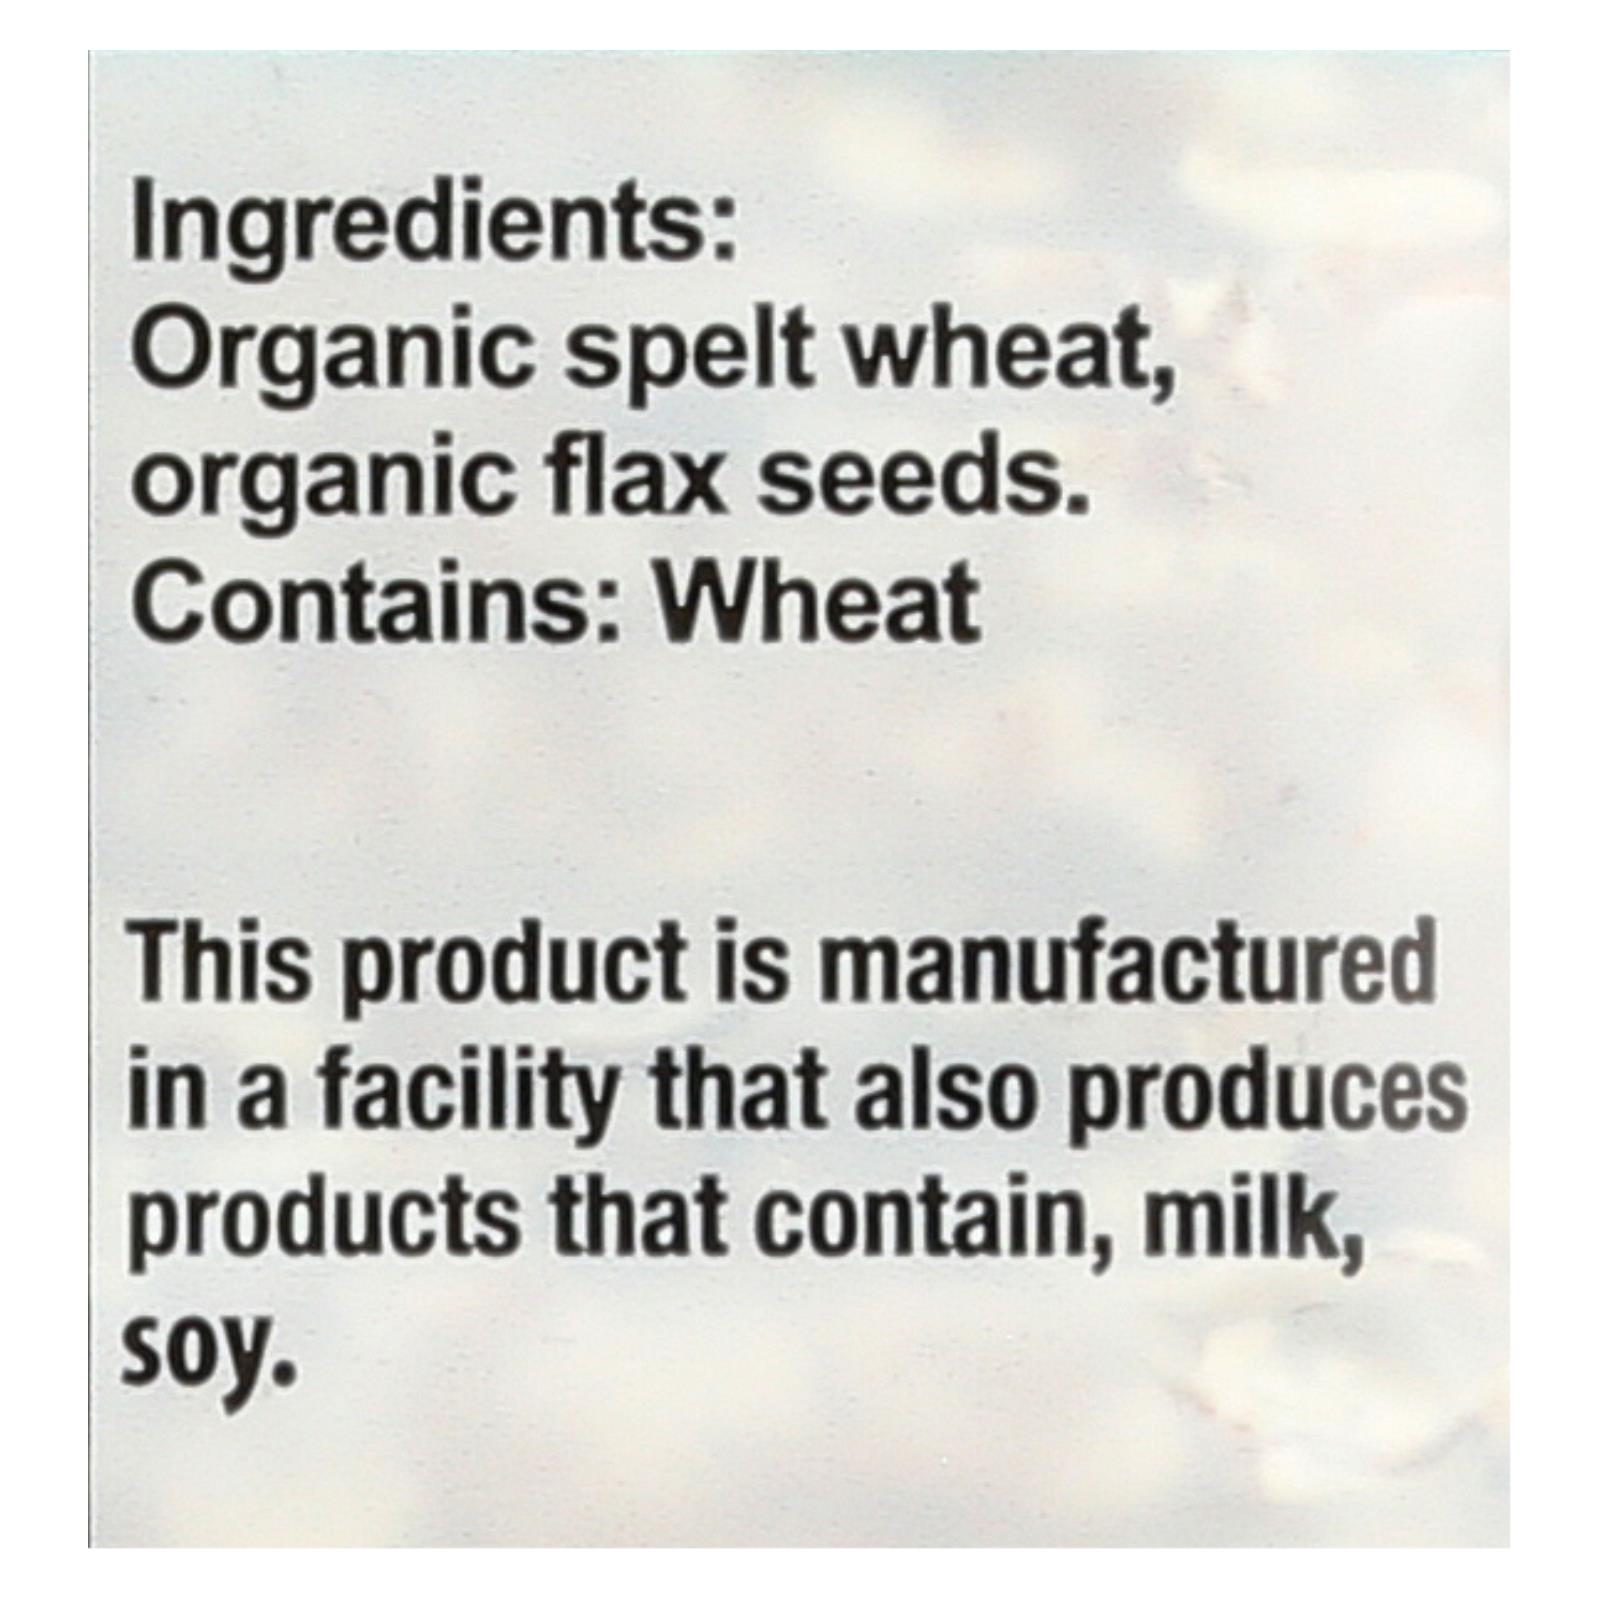 Ingredients:
Organic spelt wheat,
organic flax seeds.
Contains: Wheat
This product is manufactured
in a facility that also produces
products that contain, milk,
soy.